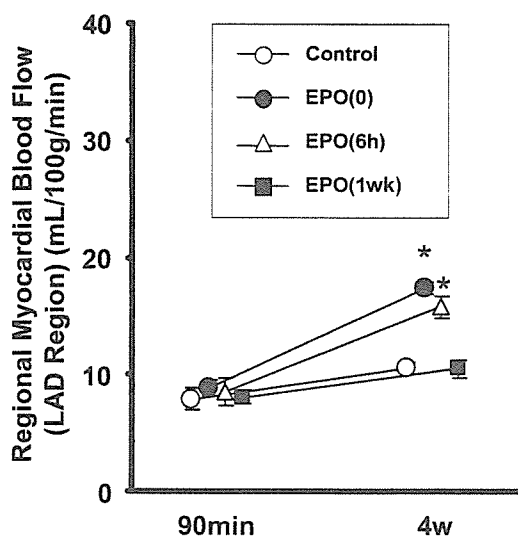 Regional Myocardial Blood Flow
(LAD Region) (mL/100g/min)
40
30
20
10
0
Control
EPO(0)
EPO(6h)
EPO(1wk)
*
*
90min
4w